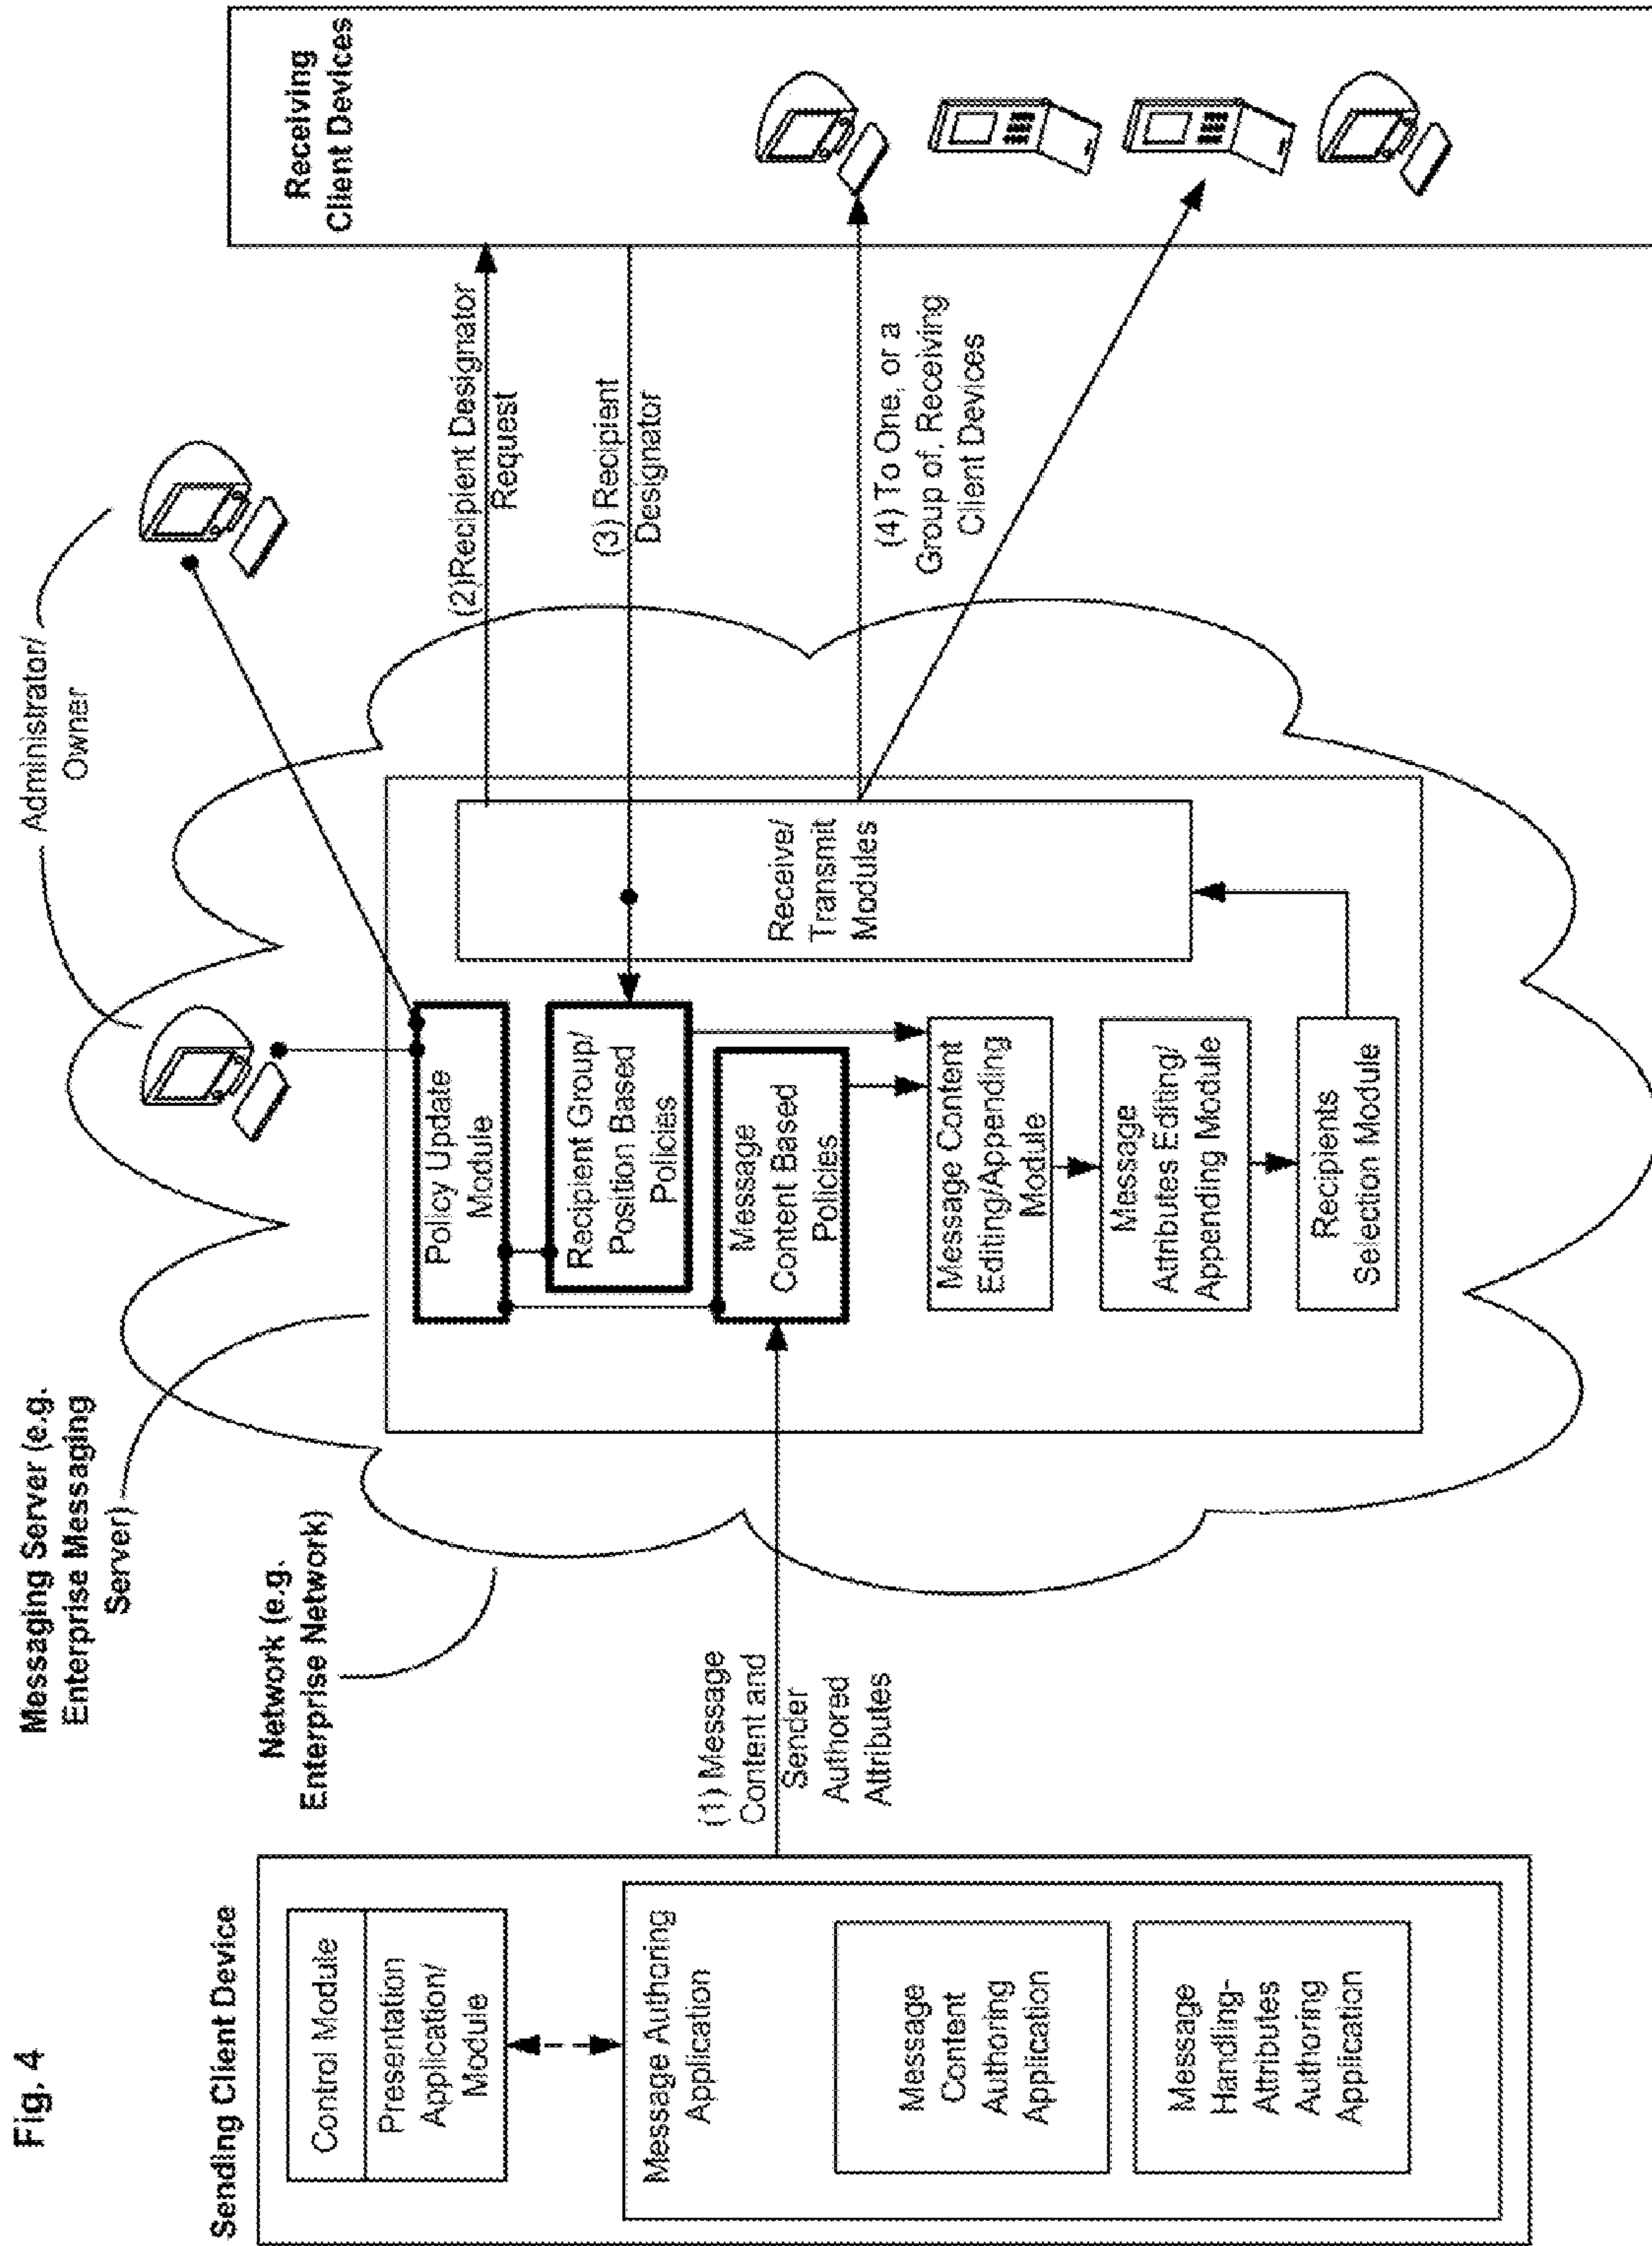 Fig. 4
Sending Client Device
Control Module
Presentation
Application/
Module
Message Authoring
Application
Message
Content
Authoring
Application
Message
Handling-
Attributes
Authoring
Application
Messaging Server (e.g.
Enterprise Messaging
Server)
Network (e.g.
Enterprise Network)
(1) Message
Content and
Sender
Authored
Attributes
Administrator/
Owner
Policy Update
Module
Recipient Group/
Position Based
Policies
Message
Content Based
Policies
Message Content
Editing/Appending
Module
Message
Attributes Editing/
Appending Module
Recipients
Selection Module
Receive/
Transmit
Modules
(2)Recipient Designator
Request
(3) Recipient
Designator
(4) To One, or a
Group of, Receiving
Client Devices
Receiving
Client Devices